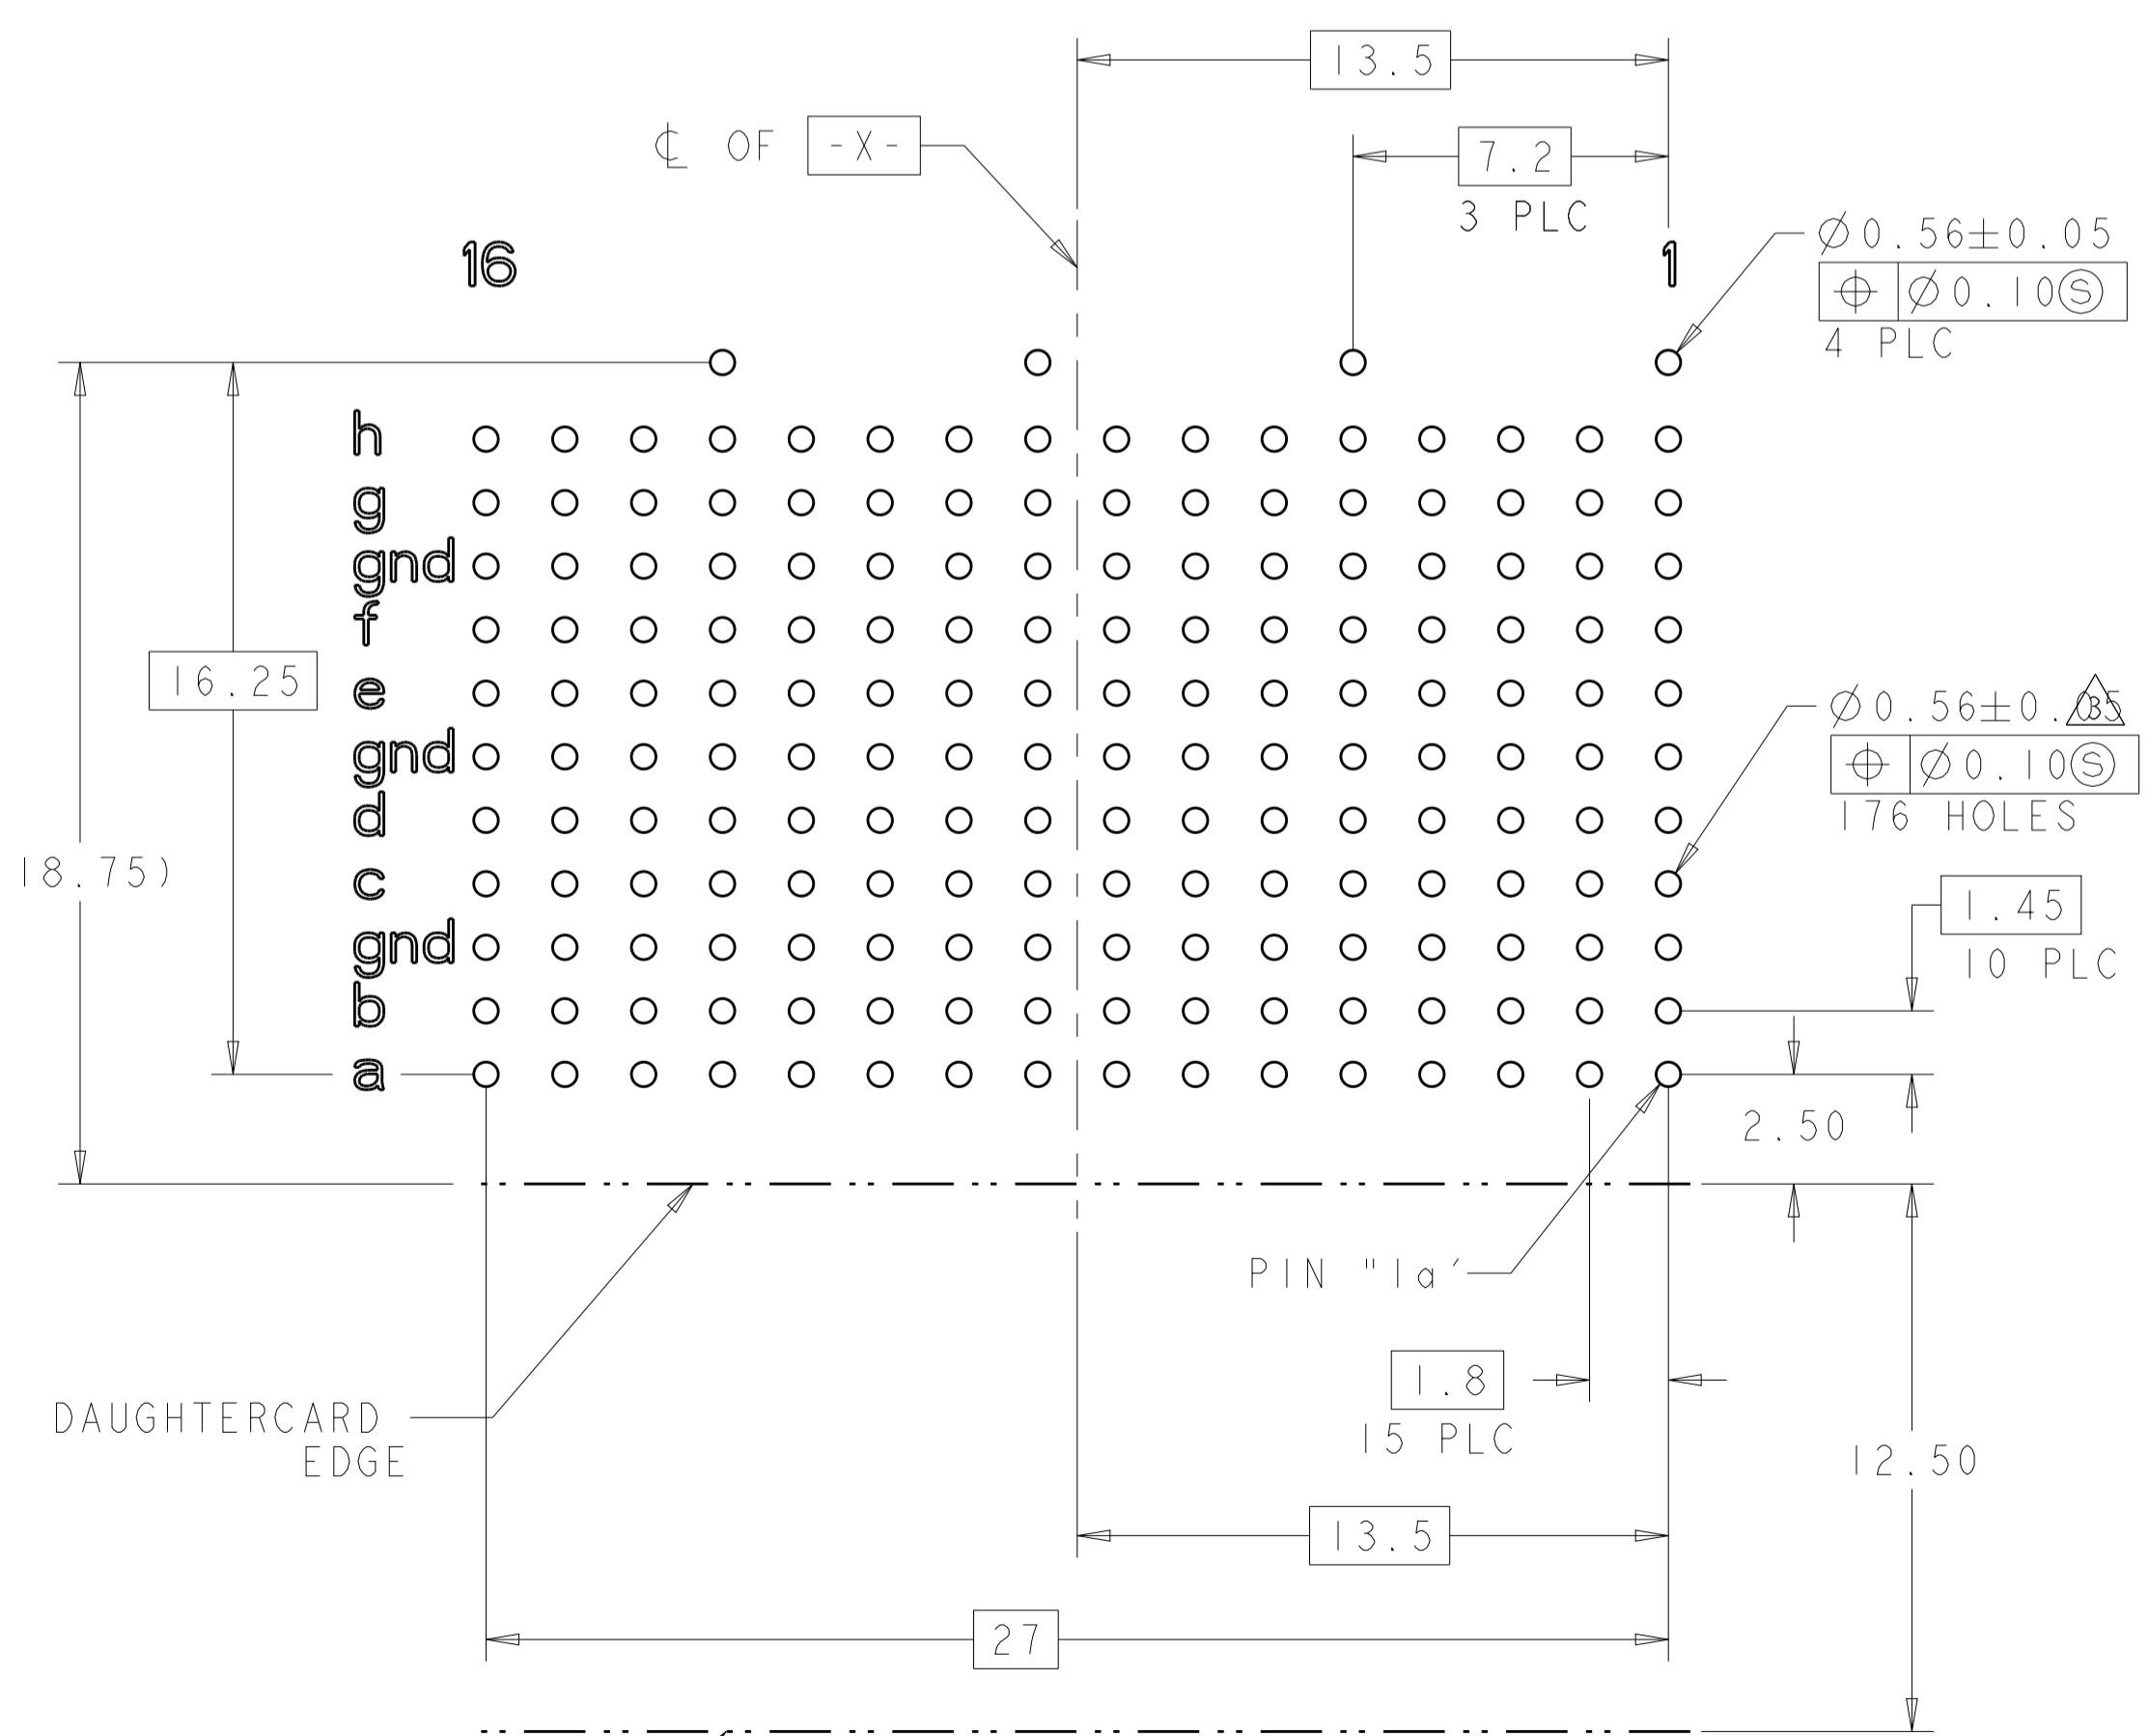 13.5
℄ OF -X-
7.2
3 PLC
16
1
Ø0.56±0.05
⌖ Ø0.10Ⓢ
4 PLC
h
g
gnd
f
e
gnd
d
c
gnd
b
a
16.25
18.75)
Ø0.56±0.05
3
⌖ Ø0.10Ⓢ
176 HOLES
1.45
10 PLC
2.50
PIN "1a'
1.8
15 PLC
DAUGHTERCARD
EDGE
12.50
13.5
27